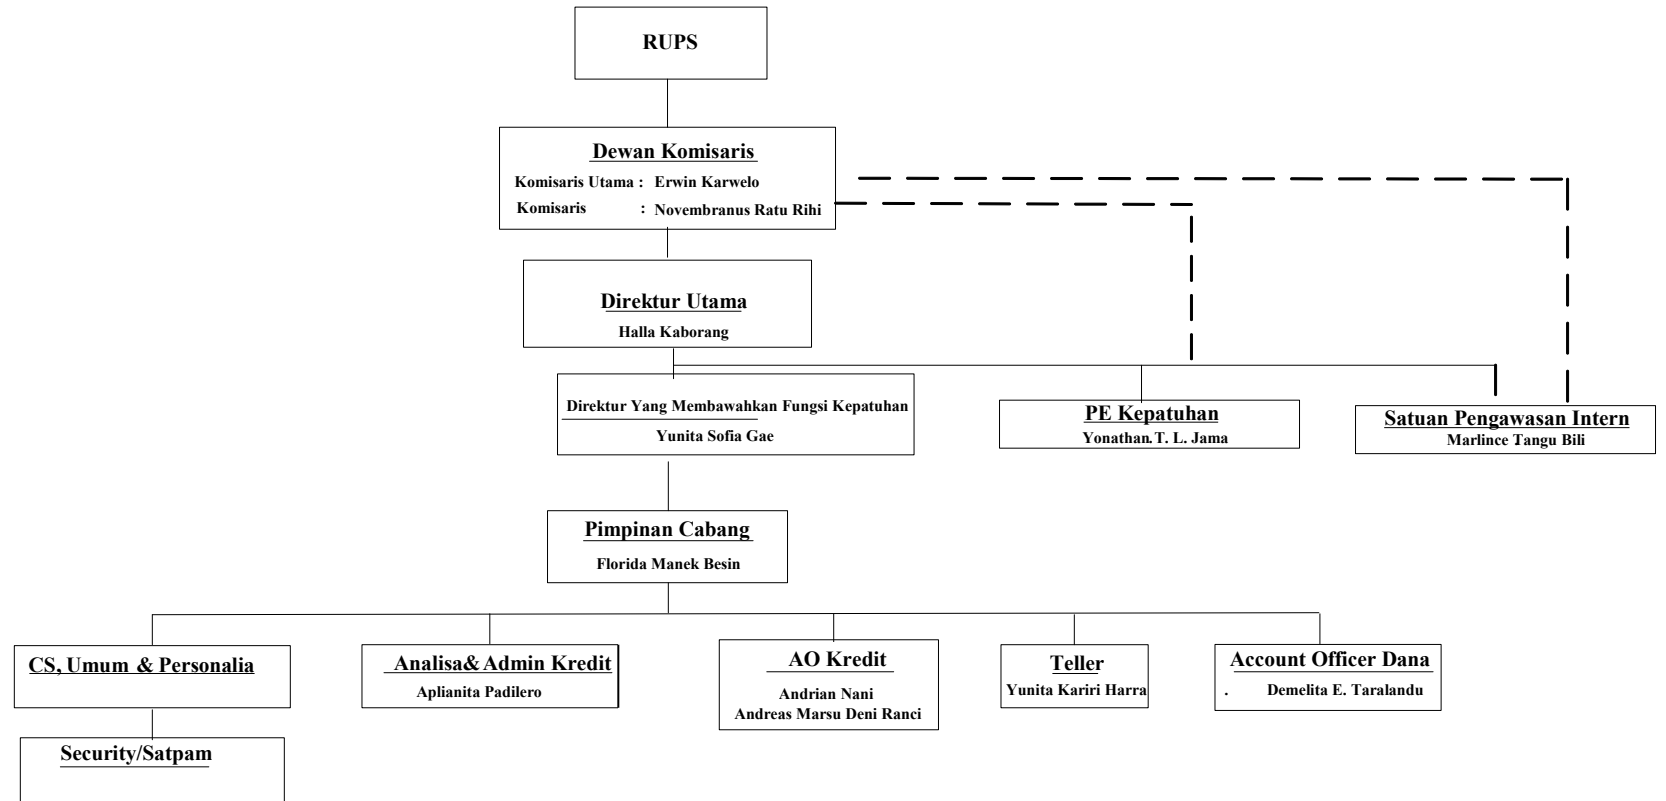 RUPS
Dewan Komisaris
Komisaris Utama : Erwin Karwelo
Komisaris : Novembranus Ratu Rihi
Direktur Utama
Halla Kaborang
Direktur Yang Membawahkan Fungsi Kepatuhan
Yunita Sofia Gae
PE Kepatuhan
Yonathan. T. L. Jama
Satuan Pengawasan Intern
Marlince Tangu Bili
Pimpinan Cabang
Florida Manek Besin
CS, Umum & Personalia
Analisa& Admin Kredit
Aplianita Padilero
AO Kredit
Andrian Nani
Andreas Marsu Deni Ranci
Teller
Yunita Kariri Harra
Account Officer Dana
. Demelita E. Taralandu
Security/Satpam